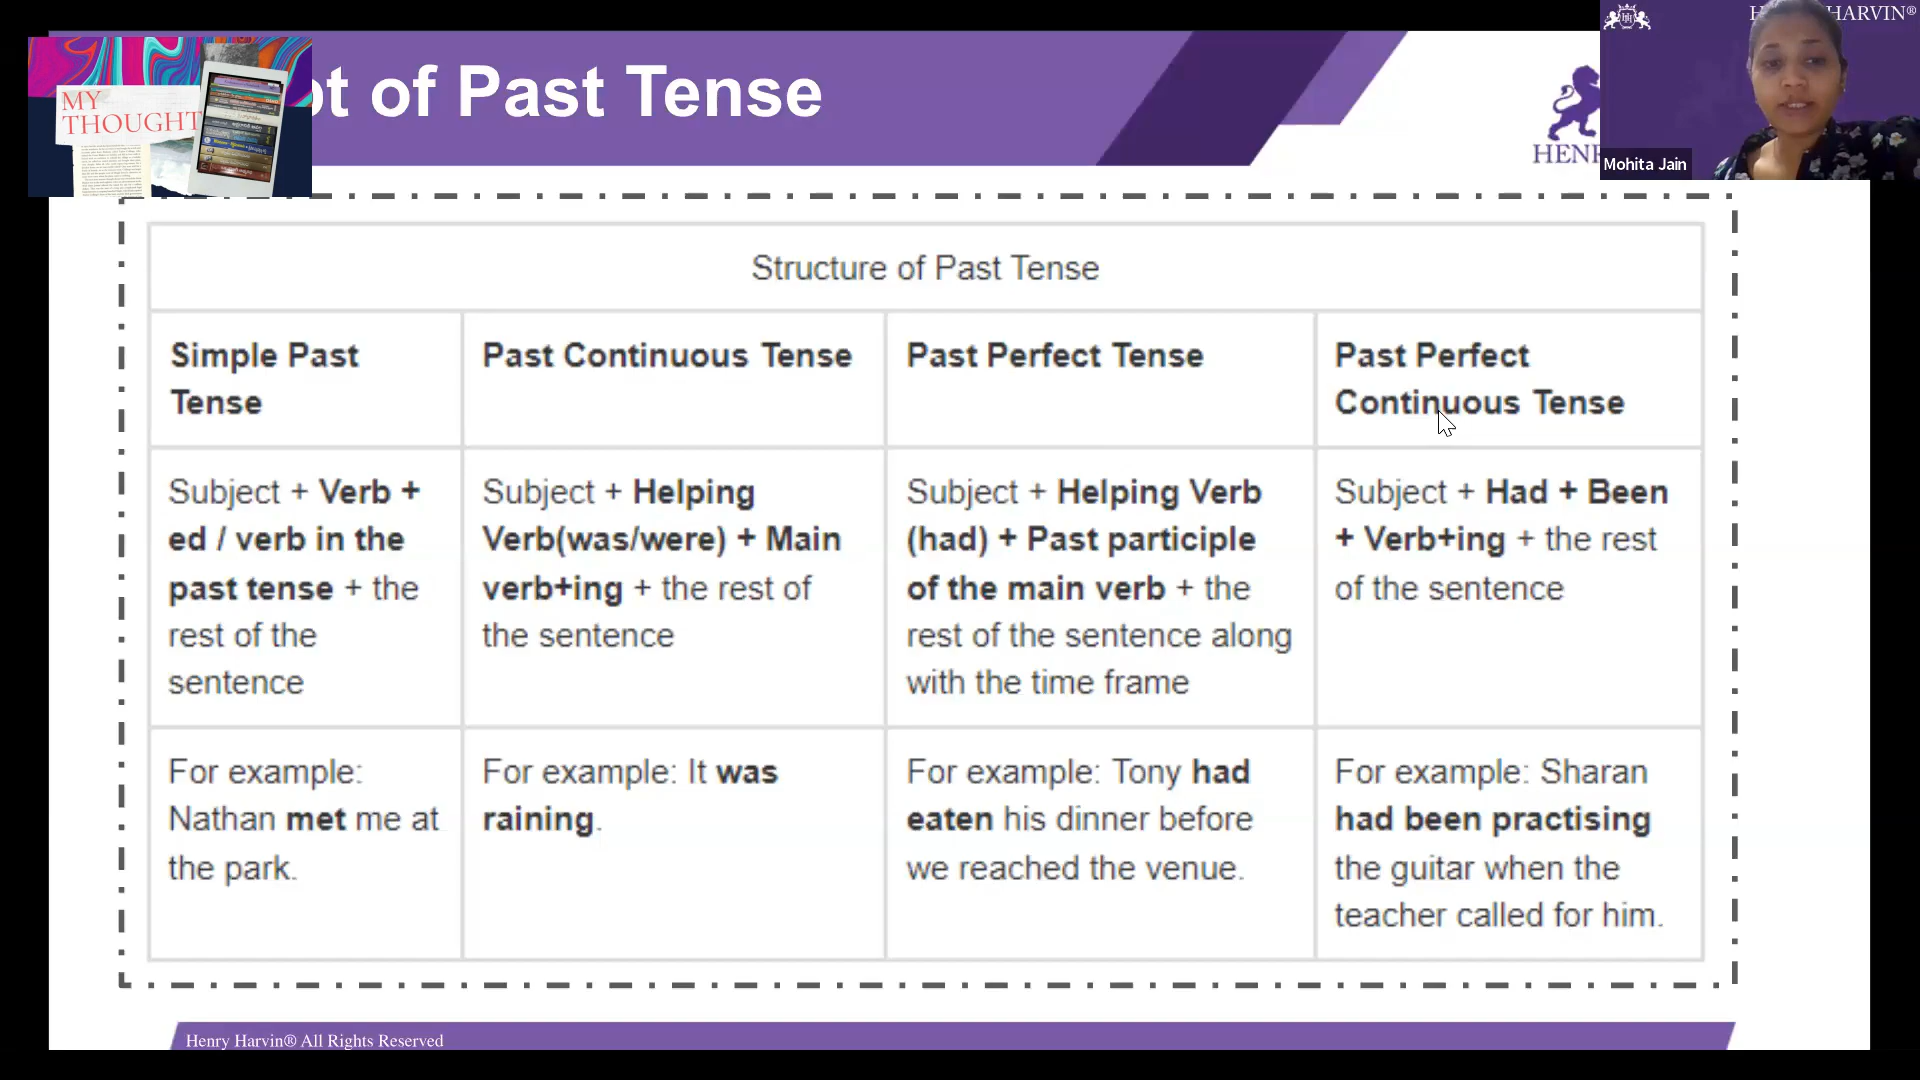 MY
THOUGHT
ot of Past Tense
HENR
H
HARVIN®
Mohita Jain
Structure of Past Tense
Simple Past
Tense
Past Continuous Tense
Past Perfect Tense
Past Perfect
Continuous Tense
Subject + Verb +
ed / verb in the
past tense + the
rest of the
sentence
Subject + Helping
Verb(was/were) + Main
verb+ing + the rest of
the sentence
Subject + Helping Verb
(had) + Past participle
of the main verb + the
rest of the sentence along
with the time frame
Subject + Had + Been
+ Verb+ing + the rest
of the sentence
For example:
Nathan met me at
the park.
For example: It was
raining.
For example: Tony had
eaten his dinner before
we reached the venue.
For example: Sharan
had been practising
the guitar when the
teacher called for him.
Henry Harvin® All Rights Reserved